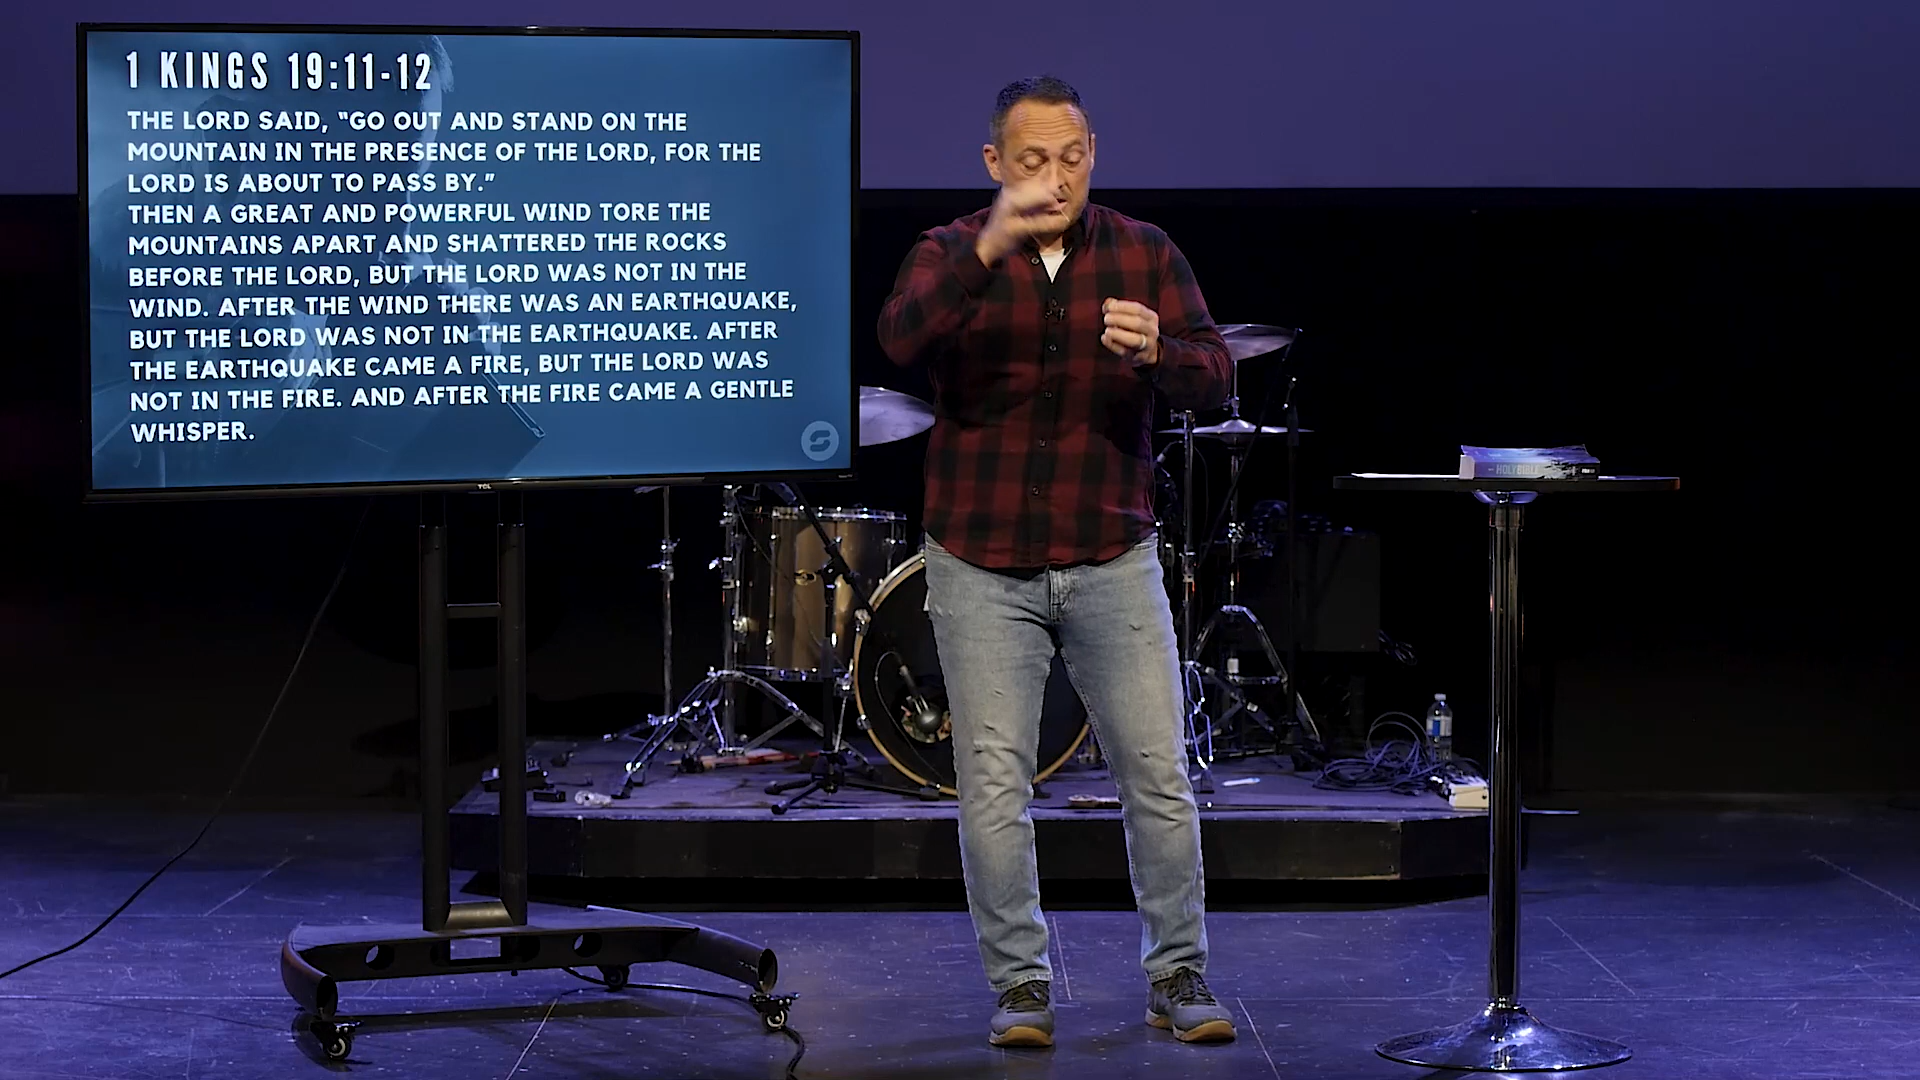 1 KINGS 19:11-12
THE LORD SAID, "GO OUT AND STAND ON THE
MOUNTAIN IN THE PRESENCE OF THE LORD, FOR THE
LORD IS ABOUT TO PASS BY."
THEN A GREAT AND POWERFUL WIND TORE THE
MOUNTAINS APART AND SHATTERED THE ROCKS
BEFORE THE LORD, BUT THE LORD WAS NOT IN THE
WIND. AFTER THE WIND THERE WAS AN EARTHQUAKE,
BUT THE LORD WAS NOT IN THE EARTHQUAKE. AFTER
THE EARTHQUAKE CAME A FIRE, BUT THE LORD WAS
NOT IN THE FIRE. AND AFTER THE FIRE CAME A GENTLE
WHISPER.
TCL
HOLY BIBLE